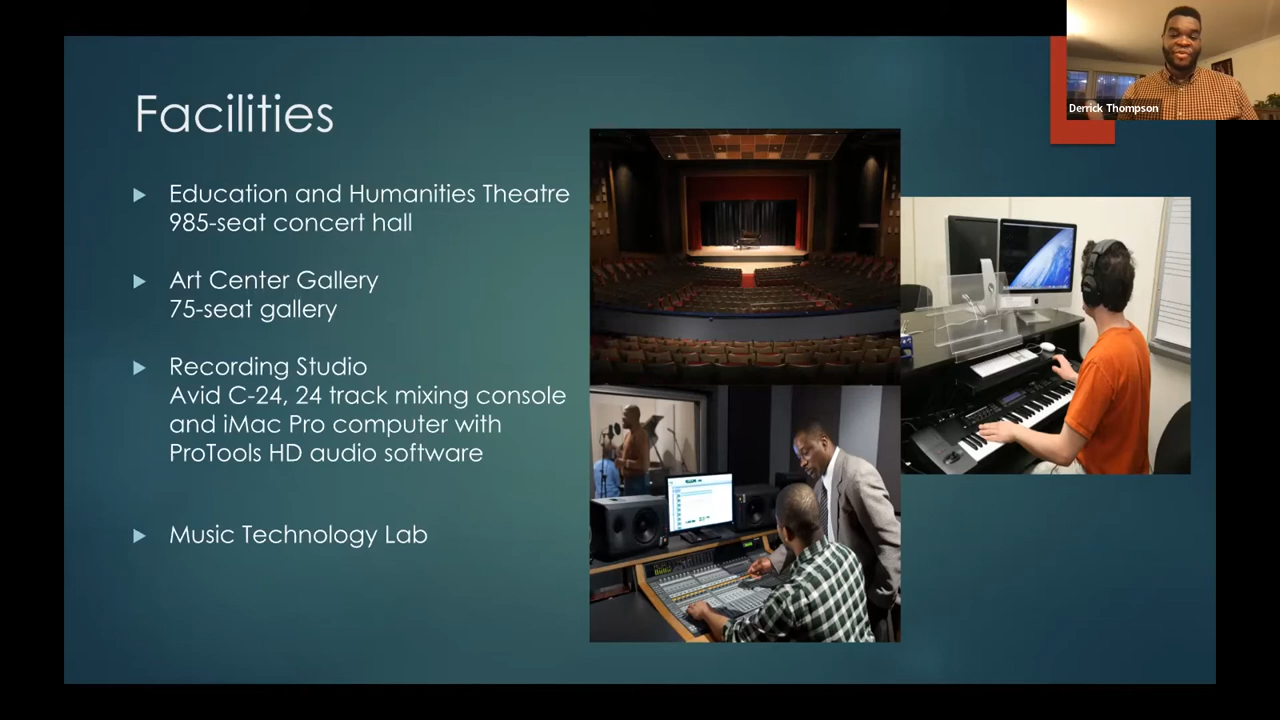 Facilities
Education and Humanities Theatre
985-seat concert hall
Art Center Gallery
75-seat gallery
Recording Studio
Avid C-24, 24 track mixing console
and iMac Pro computer with
ProTools HD audio software
Music Technology Lab
Derrick Thompson